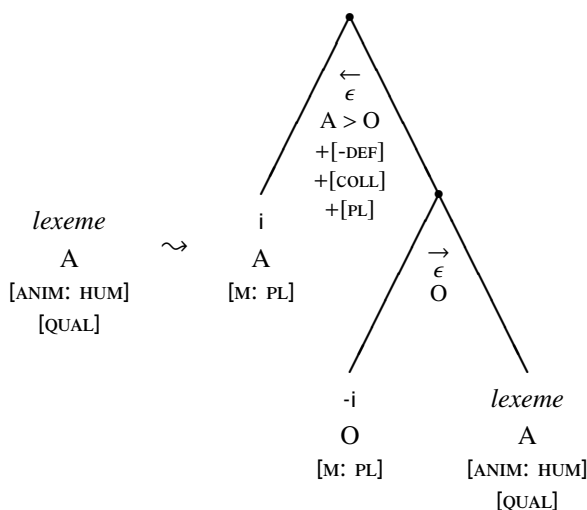 ←
ϵ
A > O
+[-DEF]
+[COLL]
+[PL]
lexeme
A
[ANIM: HUM]
[QUAL]
⤳
i
A
[M: PL]
→
ϵ
O
-i
O
[M: PL]
lexeme
A
[ANIM: HUM]
[QUAL]